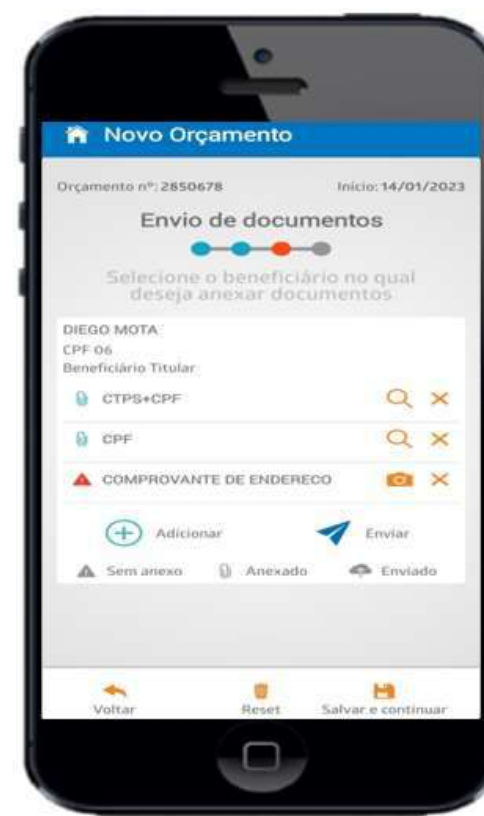 Novo Orçamento
Orçamento nº: 2850678 Início: 14/01/2023
Envio de documentos
Selecione o beneficiário no qual
deseja anexar documentos
DIEGO MOTA
CPF 06
Beneficiário Titular
CTPS+CPF
CPF
COMPROVANTE DE ENDERECO
Adicionar Enviar
Sem anexo Anexado Enviado
Voltar Reset Salvar e continuar